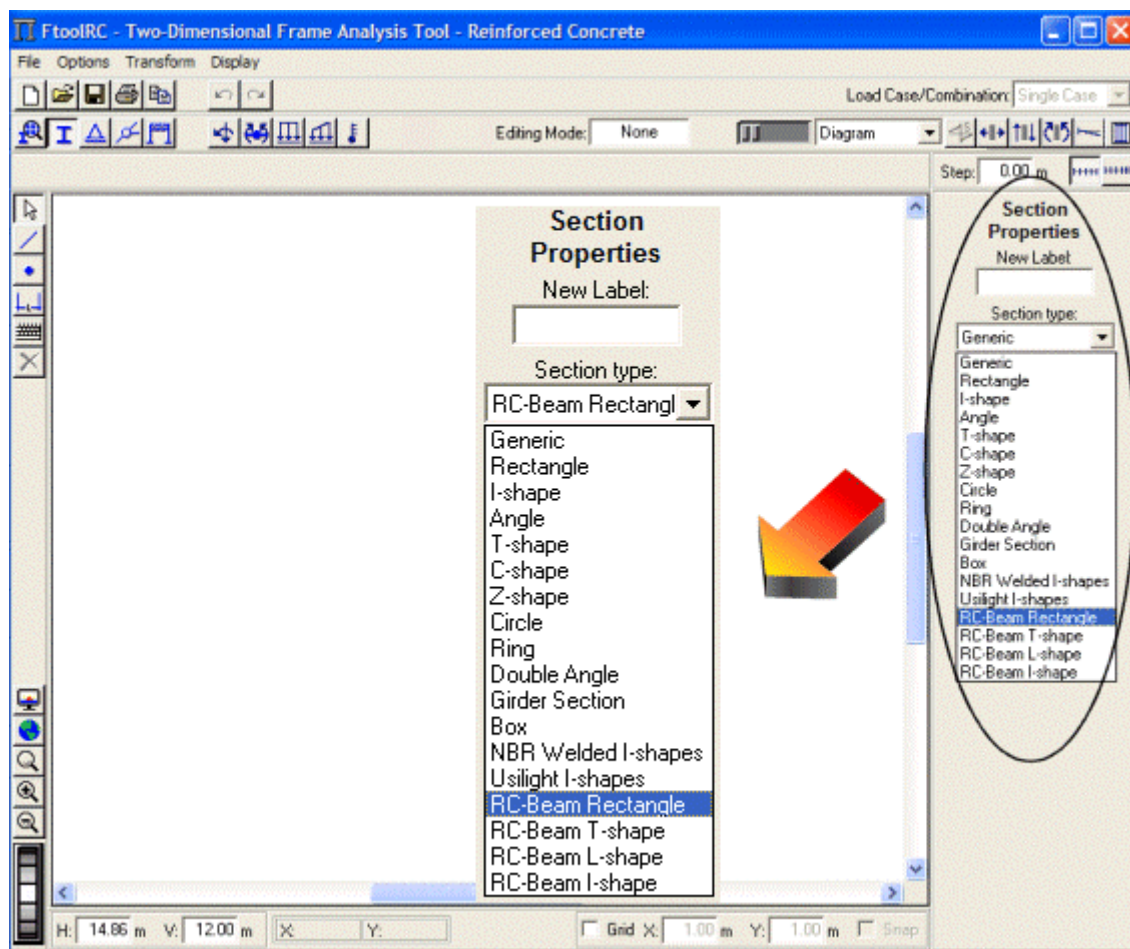 FtoolRC - Two-Dimensional Frame Analysis Tool - Reinforced Concrete
File Options Transform Display
Load Case/Combination: Single Case
Editing Mode: None Diagram
Step: 0.00 m
Section
Properties
New Label:
Section type:
RC-Beam Rectangl
Generic
Rectangle
I-shape
Angle
T-shape
C-shape
Z-shape
Circle
Ring
Double Angle
Girder Section
Box
NBR Welded I-shapes
Usilight I-shapes
RC-Beam Rectangle
RC-Beam T-shape
RC-Beam L-shape
RC-Beam I-shape
Section
Properties
New Label
Section type:
Generic
Generic
Rectangle
I-shape
Angle
T-shape
C-shape
Z-shape
Circle
Ring
Double Angle
Girder Section
Box
NBR Welded I-shapes
Usilight I-shapes
RC-Beam Rectangle
RC-Beam T-shape
RC-Beam L-shape
RC-Beam I-shape
H: 14.86 m V: 12.00 m X: Y: Grid X: 1.00 m Y: 1.00 m Snap